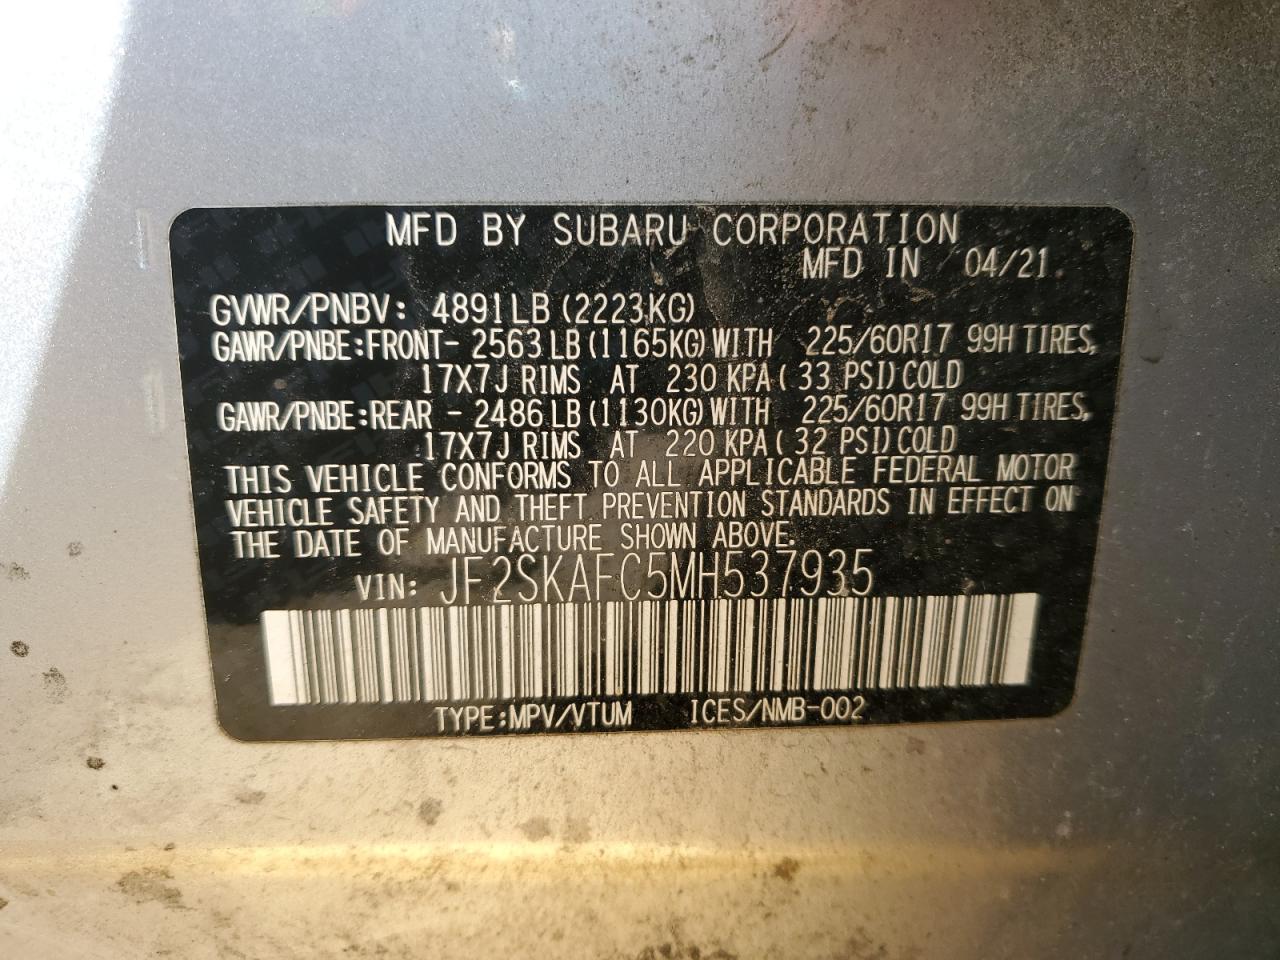 MFD BY SUBARU CORPORATION
MFD IN 04/21
GVWR/PNBV: 4891LB (2223KG)
GAWR/PNBE:FRONT- 2563 LB (1165KG) WITH 225/60R17 99H TIRES,
17X7J RIMS AT 230 KPA ( 33 PSI) COLD
GAWR/PNBE:REAR - 2486 LB (1130KG) WITH 225/60R17 99H TIRES,
17X7J RIMS AT 220 KPA ( 32 PSI) COLD
THIS VEHICLE CONFORMS TO ALL APPLICABLE FEDERAL MOTOR
VEHICLE SAFETY AND THEFT PREVENTION STANDARDS IN EFFECT ON
THE DATE OF MANUFACTURE SHOWN ABOVE.
VIN: JF2SKAFC5MH537935
TYPE:MPV/VTUM ICES/NMB-002